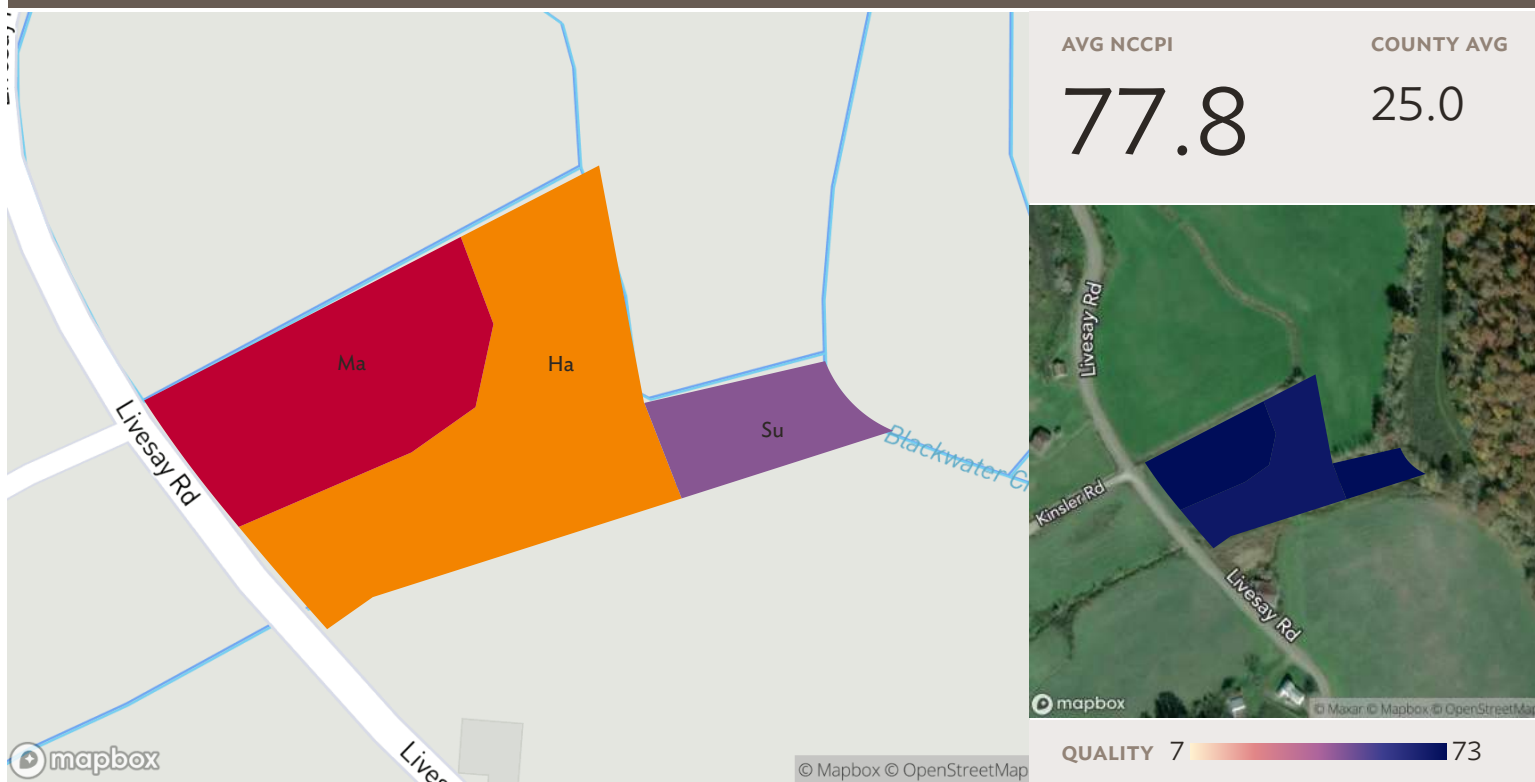 AVG NCCPI
77.8
COUNTY AVG
25.0
Ma
Ha
Su
Livesay Rd
Blackwater C
Lives
mapbox
© Mapbox © OpenStreetMap
Livesay Rd
Kinsler Rd
Livesay Rd
mapbox
© Maxar © Mapbox © OpenStreetMap
QUALITY 7 73